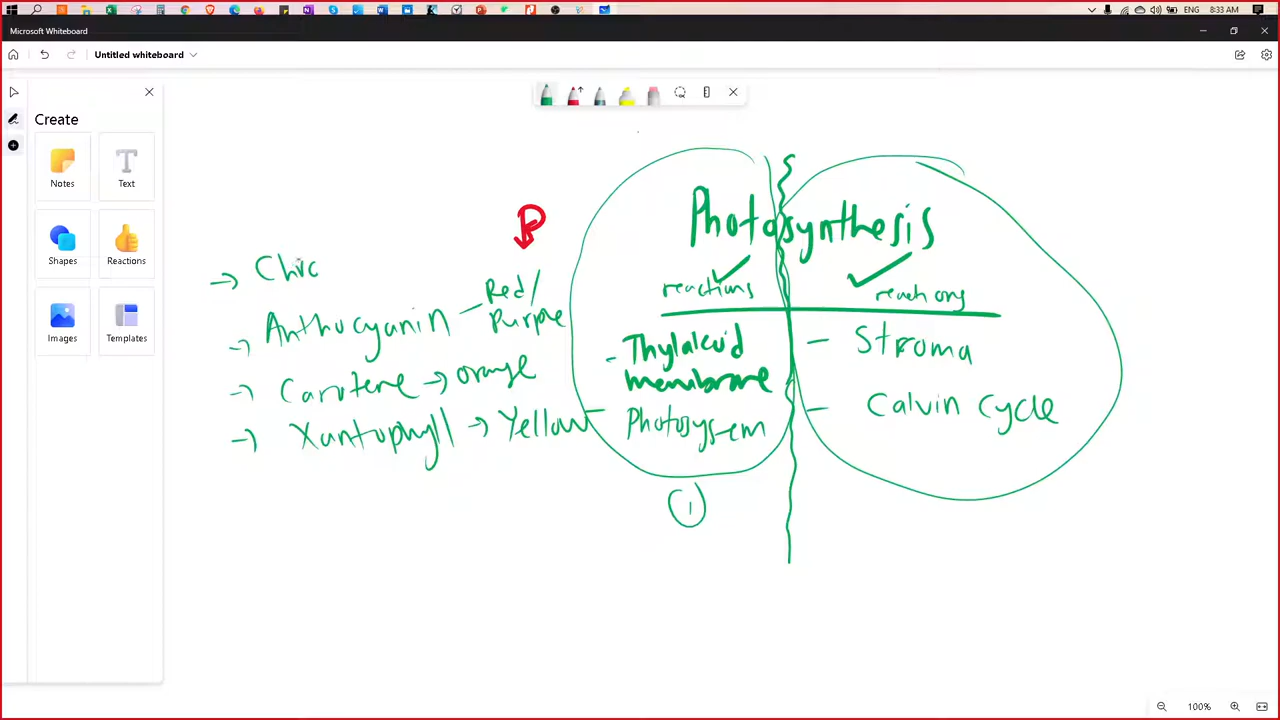 ENG
8:33 AM
Microsoft Whiteboard
Untitled whiteboard
Create
Notes
Text
Shapes
Reactions
Images
Templates
Photosynthesis
reactions
reactions
Thylakoid
membrane
Photosystem
Stroma
Calvin Cycle
1
P
Chic
Anthocyanin - Red/
Purple
Carotene → orange
Xantophyll → Yellow
100%